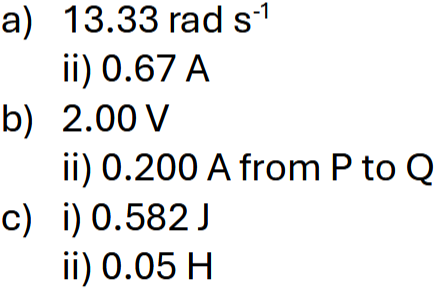 a) 13.33 rad s⁻¹
ii) 0.67 A
b) 2.00 V
ii) 0.200 A from P to Q
c) i) 0.582 J
ii) 0.05 H